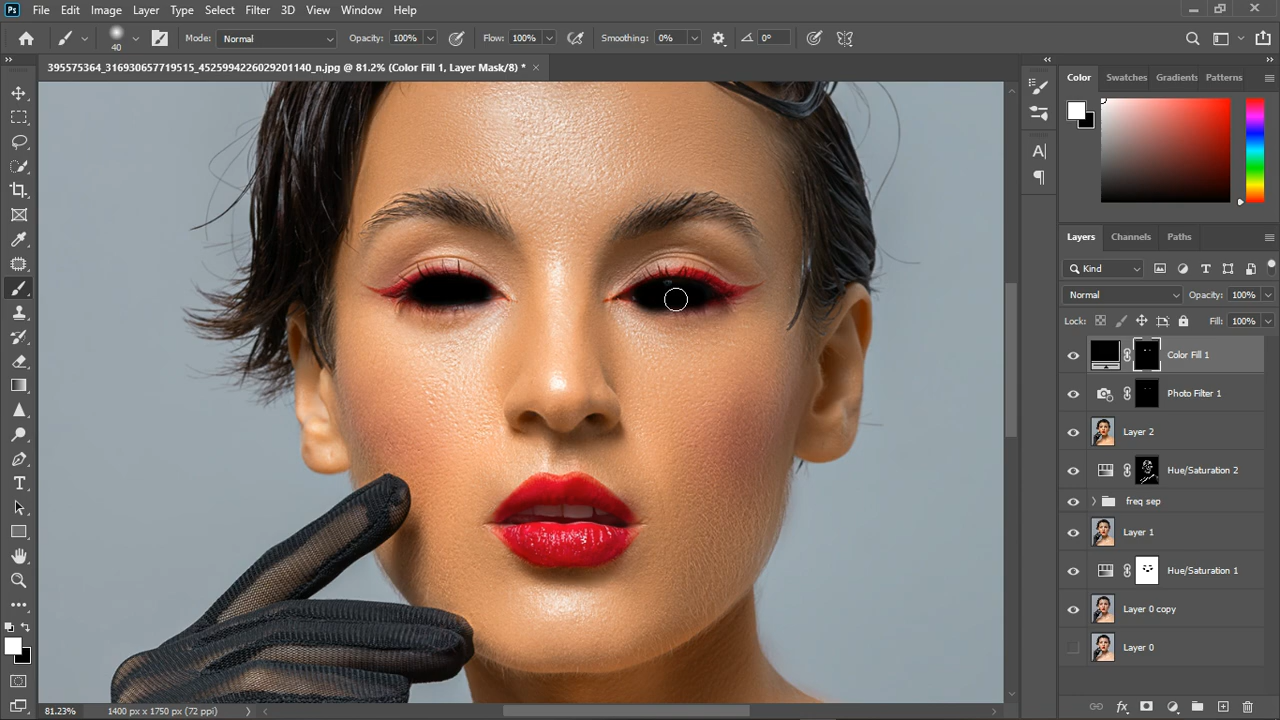 Ps File Edit Image Layer Type Select Filter 3D View Window Help
40 Mode: Normal Opacity: 100% Flow: 100% Smoothing: 0% 0°
395575364_316930657719515_4525994226029201140_n.jpg @ 81.2% (Color Fill 1, Layer Mask/8) *
Color Swatches Gradients Patterns
Layers Channels Paths
Kind
Normal Opacity: 100%
Lock: Fill: 100%
Color Fill 1
Photo Filter 1
Layer 2
Hue/Saturation 2
freq sep
Layer 1
Hue/Saturation 1
Layer 0 copy
Layer 0
81.23% 1400 px x 1750 px (72 ppi)